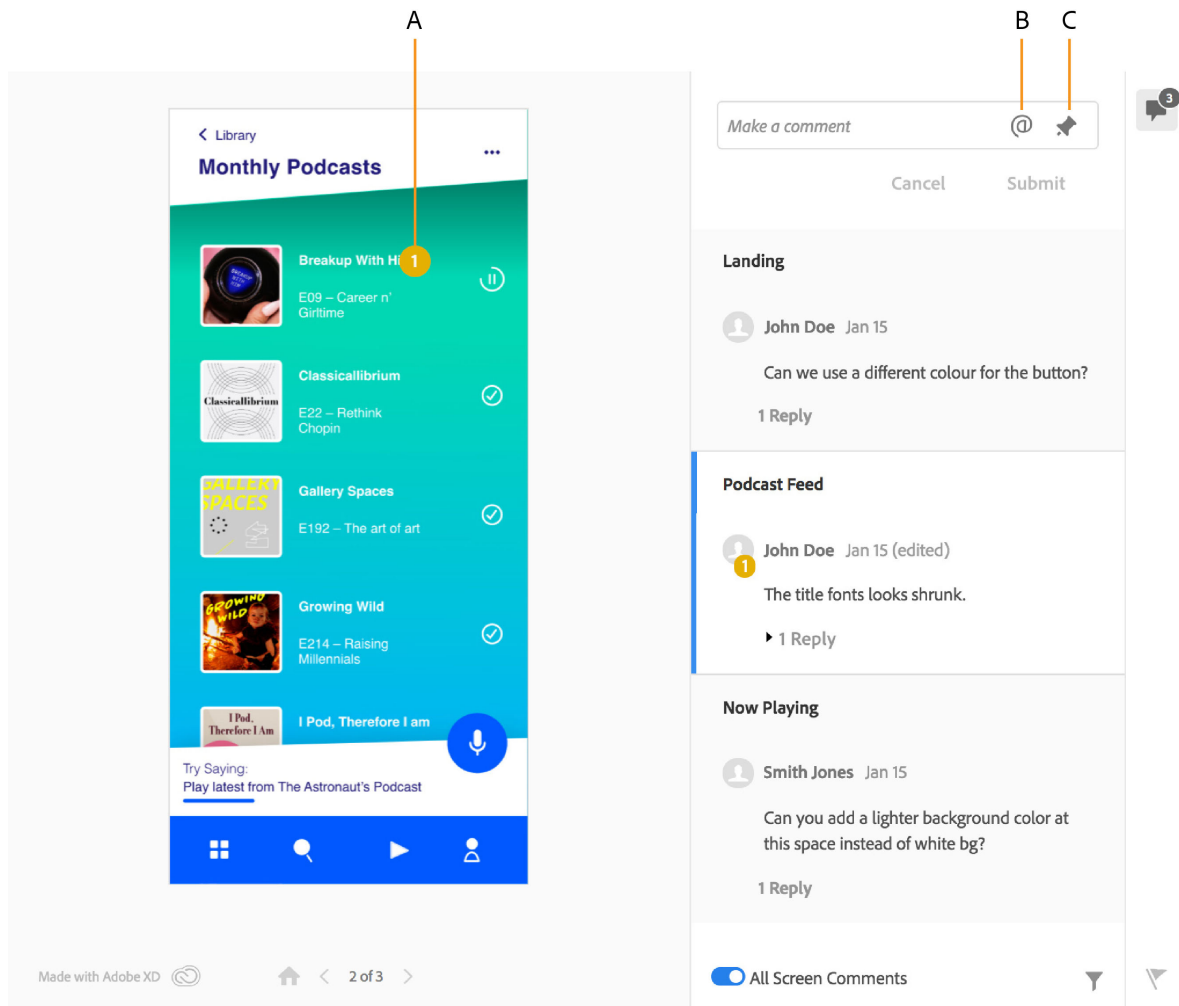 A
B
C
Library
Monthly Podcasts
Breakup With Hi
1
E09 – Career n'
Girltime
BREAKUP
WITH
HIM
Classicallibrium
Classicallibrium
E22 – Rethink
Chopin
GALLERY
SPACES
Gallery Spaces
E192 – The art of art
GROWING
WILD
Growing Wild
E214 – Raising
Millennials
I Pod,
Therefore I Am
I Pod, Therefore I am
Try Saying:
Play latest from The Astronaut's Podcast
Made with Adobe XD
2 of 3
Make a comment
@
3
Cancel
Submit
Landing
John Doe Jan 15
Can we use a different colour for the button?
1 Reply
Podcast Feed
John Doe Jan 15 (edited)
1
The title fonts looks shrunk.
1 Reply
Now Playing
Smith Jones Jan 15
Can you add a lighter background color at
this space instead of white bg?
1 Reply
All Screen Comments